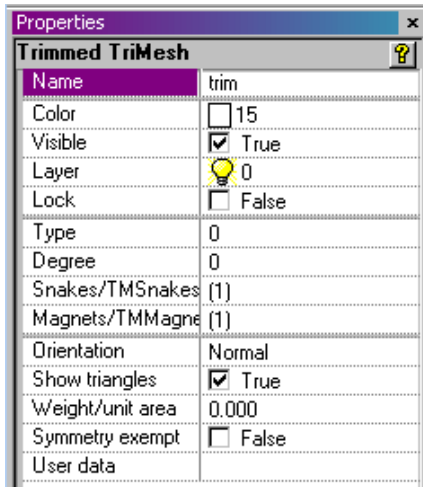 Properties
Trimmed TriMesh
Name trim
Color 15
Visible True
Layer 0
Lock False
Type 0
Degree 0
Snakes/TMSnakes (1)
Magnets/TMMagne (1)
Orientation Normal
Show triangles True
Weight/unit area 0.000
Symmetry exempt False
User data